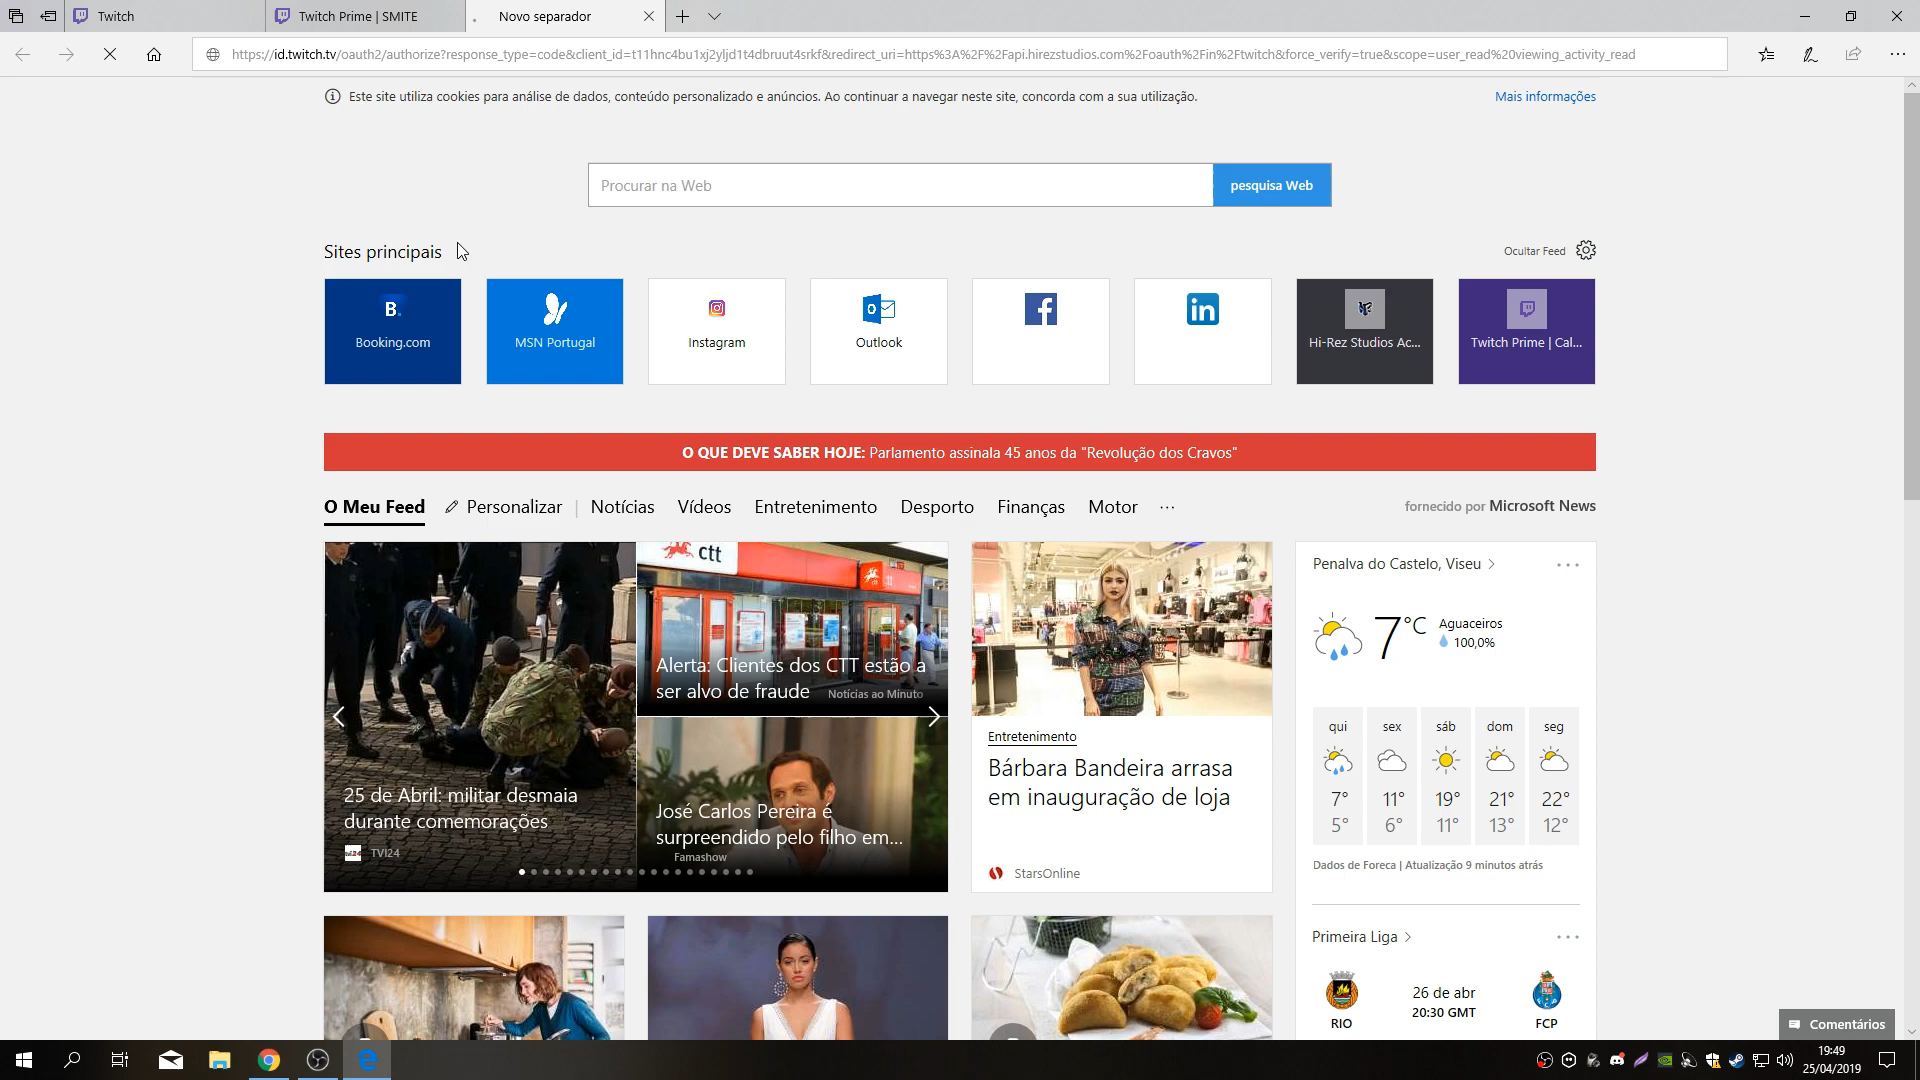 Twitch
Twitch Prime | SMITE
Novo separador
https://id.twitch.tv/oauth2/authorize?response_type=code&client_id=t11hnc4bu1xj2yljd1t4dbruut4srkf&redirect_uri=https%3A%2F%2Fapi.hirezstudios.com%2Foauth%2Fin%2Ftwitch&force_verify=true&scope=user_read%20viewing_activity_read
Este site utiliza cookies para análise de dados, conteúdo personalizado e anúncios. Ao continuar a navegar neste site, concorda com a sua utilização.
Mais informações
Procurar na Web
pesquisa Web
Sites principais
Ocultar Feed
B.
Booking.com
MSN Portugal
Instagram
Outlook
Hi-Rez Studios Ac...
Twitch Prime | Cal...
O QUE DEVE SABER HOJE: Parlamento assinala 45 anos da "Revolução dos Cravos"
O Meu Feed
Personalizar
Notícias
Vídeos
Entretenimento
Desporto
Finanças
Motor
...
fornecido por Microsoft News
25 de Abril: militar desmaia
durante comemorações
TVI24
ctt
Alerta: Clientes dos CTT estão a
ser alvo de fraude
Notícias ao Minuto
José Carlos Pereira é
surpreendido pelo filho em...
Famashow
Entretenimento
Bárbara Bandeira arrasa
em inauguração de loja
StarsOnline
Penalva do Castelo, Viseu
7°C
Aguaceiros
100,0%
qui sex sáb dom seg
7° 11° 19° 21° 22°
5° 6° 11° 13° 12°
Dados de Foreca | Atualização 9 minutos atrás
Primeira Liga
26 de abr
20:30 GMT
RIO
FCP
Comentários
19:49
25/04/2019